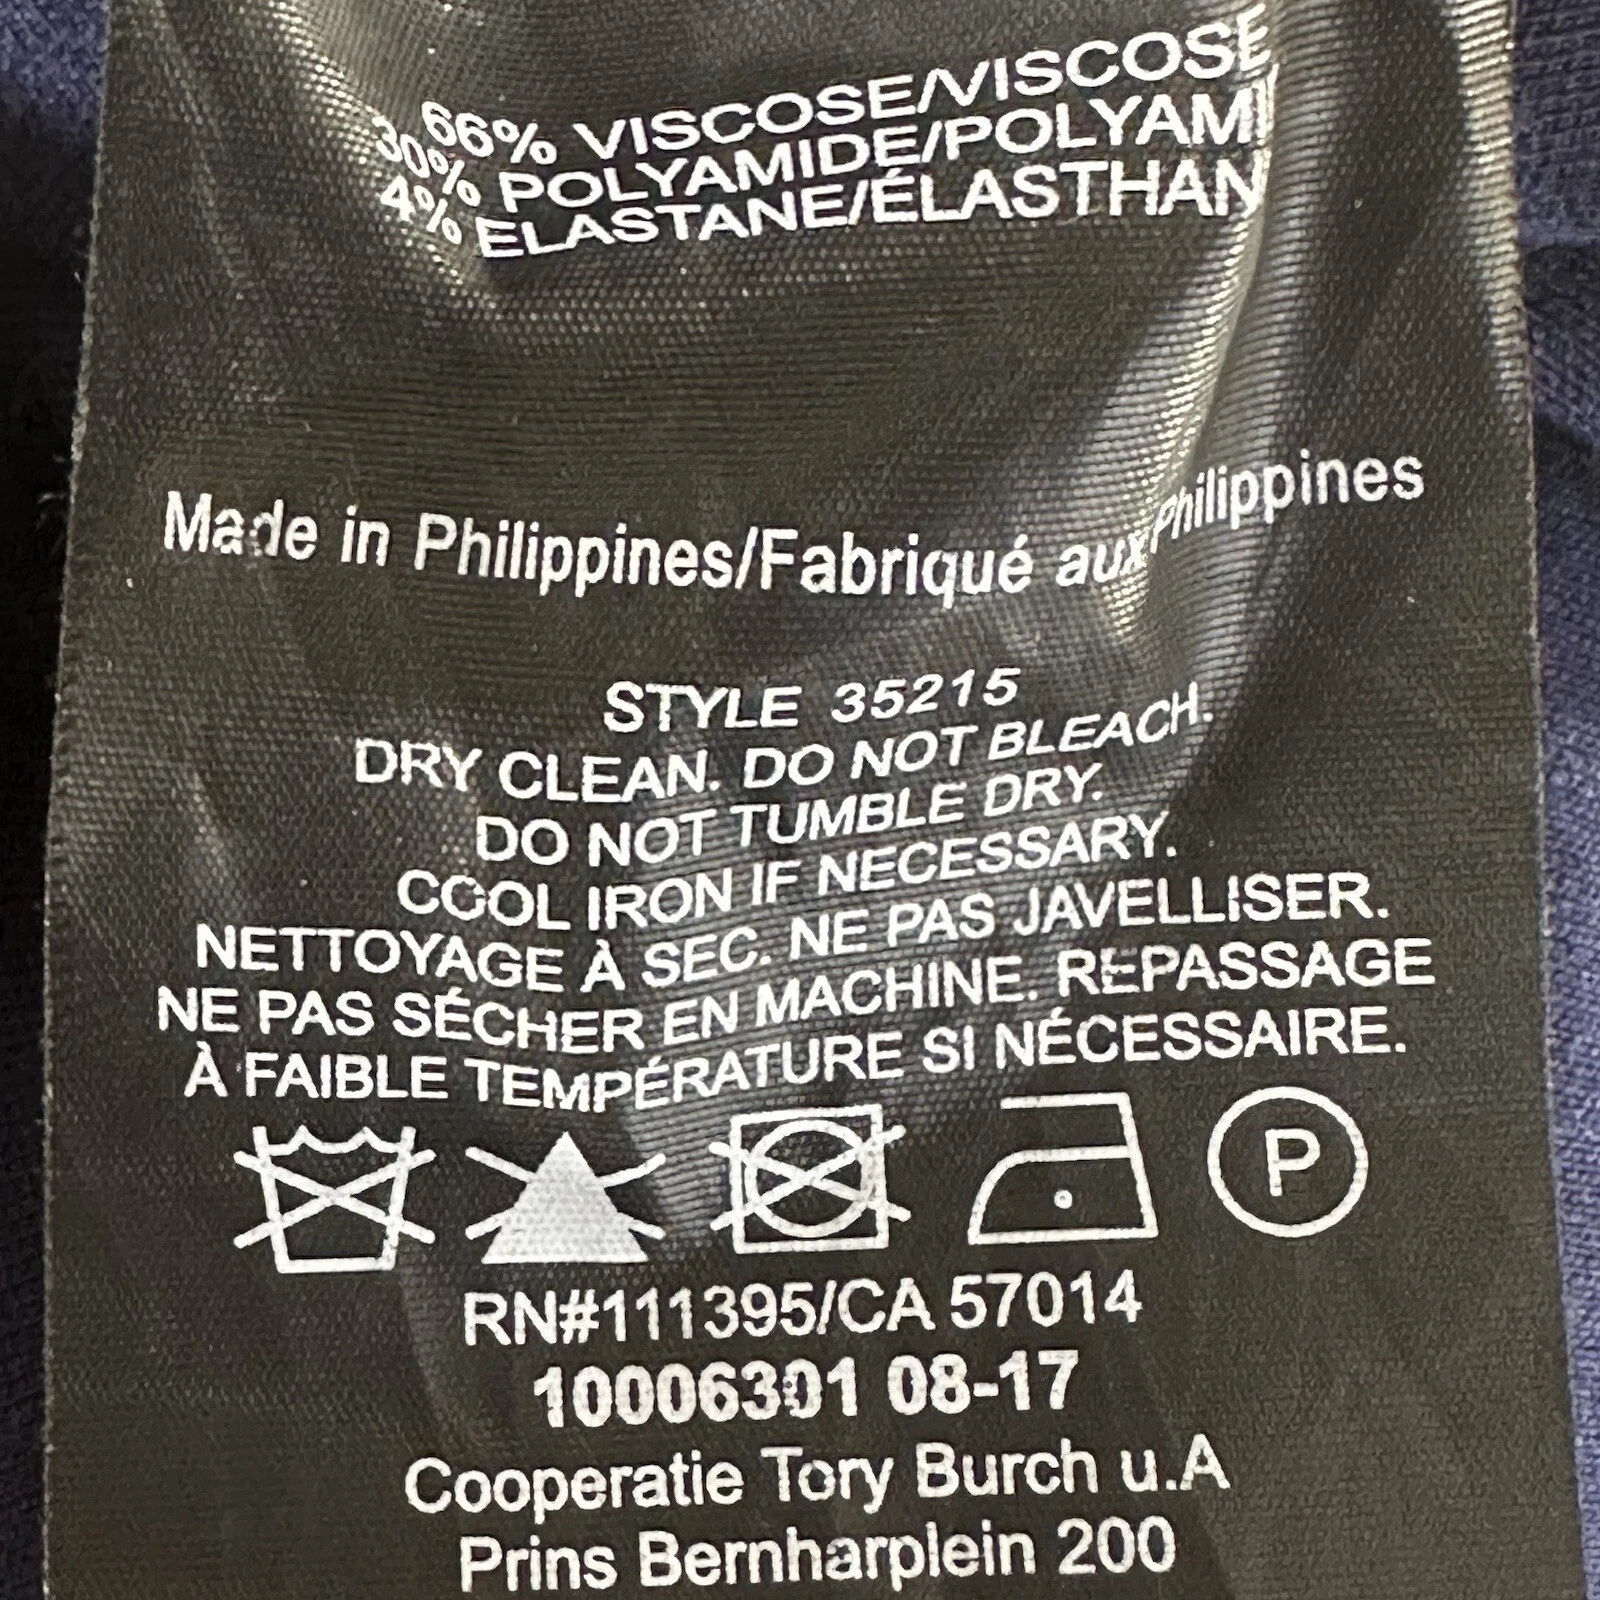 66% VISCOSE/VISCOSE
30% POLYAMIDE/POLYAMI
4% ELASTANE/ÉLASTHAN
Made in Philippines/Fabriqué aux Philippines
STYLE 35215
DRY CLEAN. DO NOT BLEACH.
DO NOT TUMBLE DRY.
COOL IRON IF NECESSARY.
NETTOYAGE À SEC. NE PAS JAVELLISER.
NE PAS SÉCHER EN MACHINE. REPASSAGE
À FAIBLE TEMPÉRATURE SI NÉCESSAIRE.
P
RN#111395/CA 57014
10006301 08-17
Cooperatie Tory Burch u.A
Prins Bernharplein 200